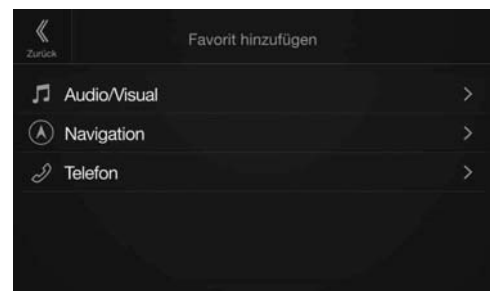 Zurück
Favorit hinzufügen
Audio/Visual
Navigation
Telefon